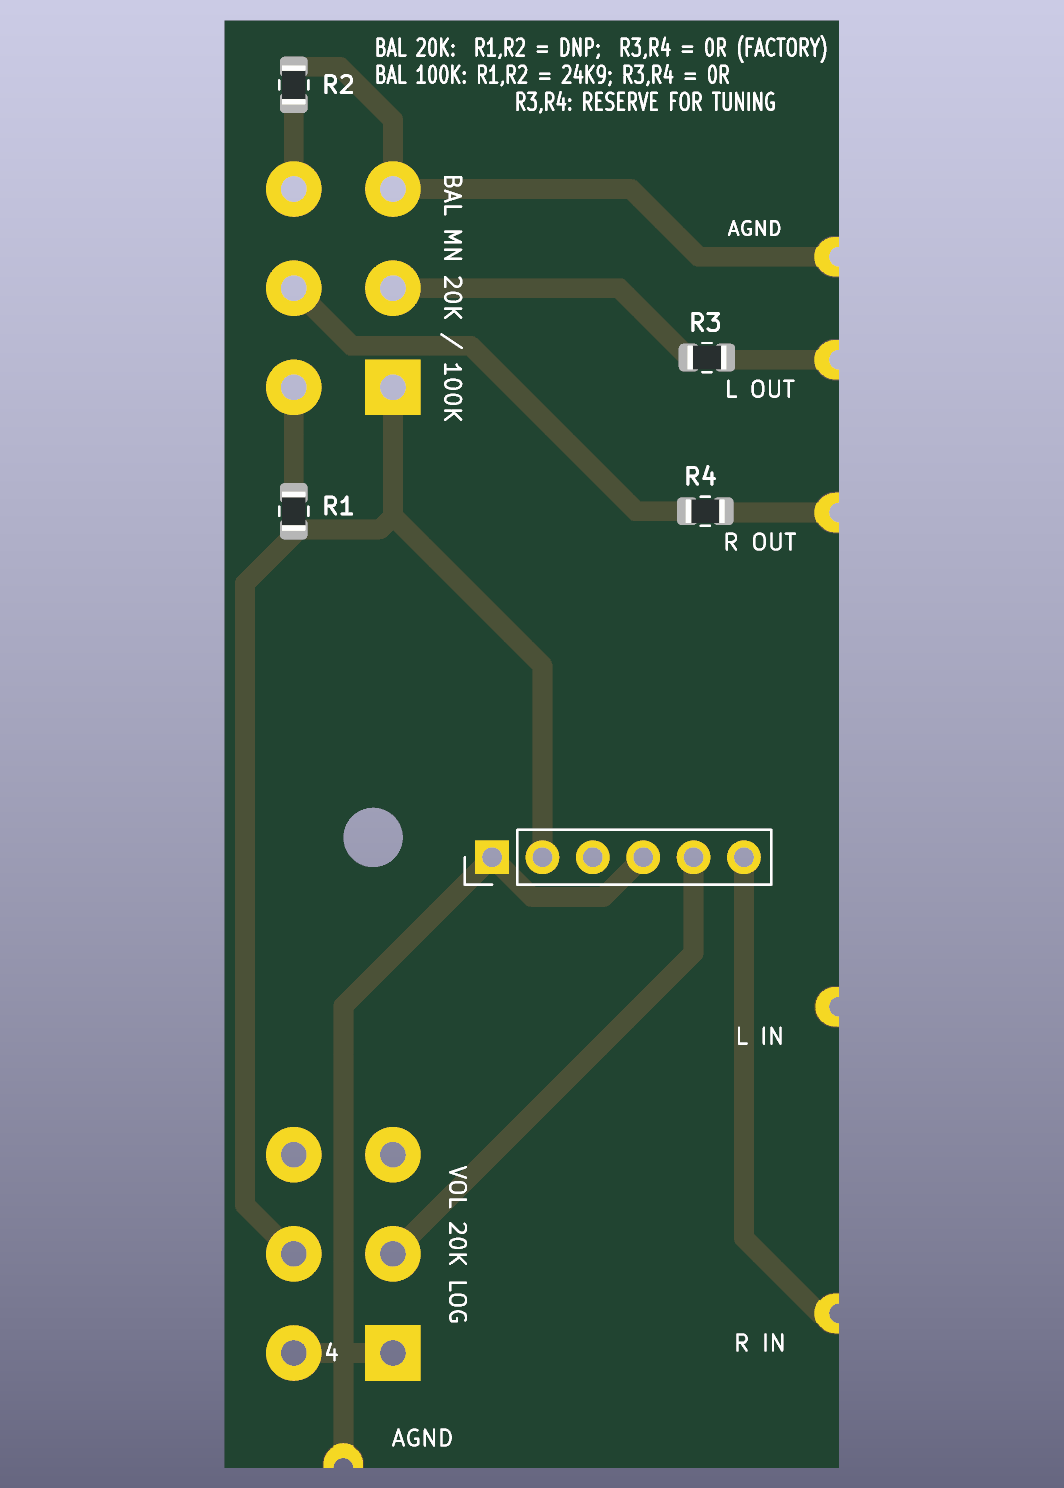 BAL 20K: R1,R2 = DNP; R3,R4 = 0R (FACTORY)
BAL 100K: R1,R2 = 24K9; R3,R4 = 0R
R3,R4: RESERVE FOR TUNING
R2
BAL MN 20K / 100K
AGND
R3
L OUT
R4
R1
R OUT
L IN
VOL 20K LOG
R IN
4
AGND